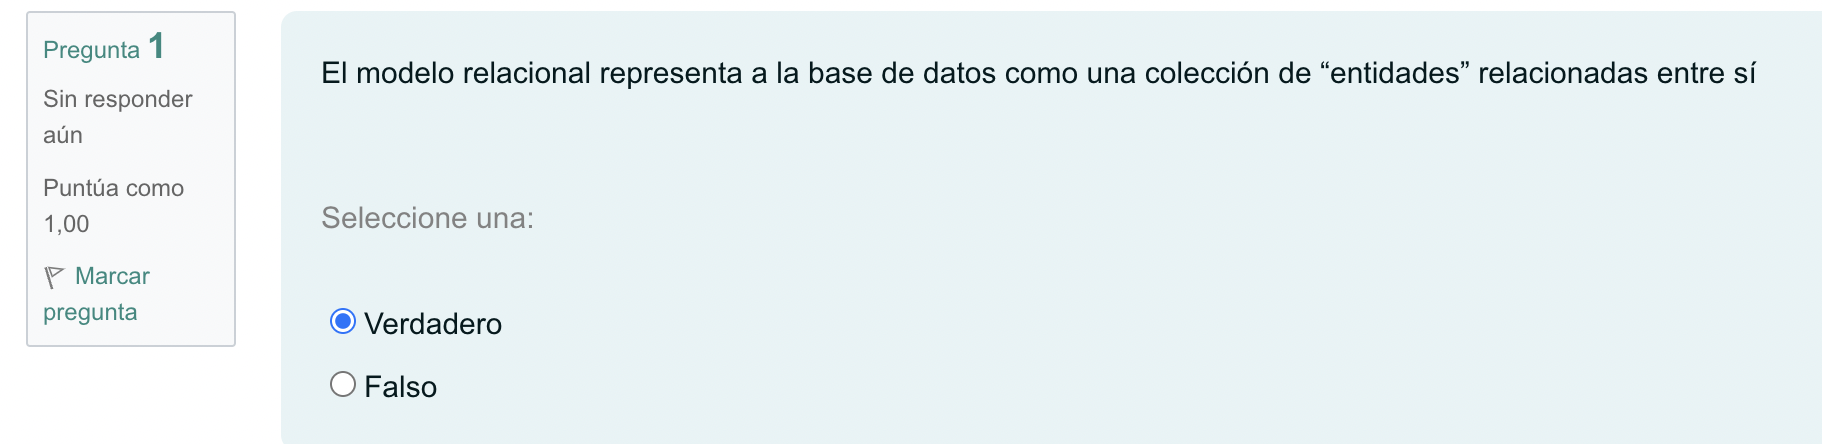 Pregunta 1
Sin responder
aún
Puntúa como
1,00
Marcar
pregunta
El modelo relacional representa a la base de datos como una colección de “entidades” relacionadas entre sí
Seleccione una:
Verdadero
Falso